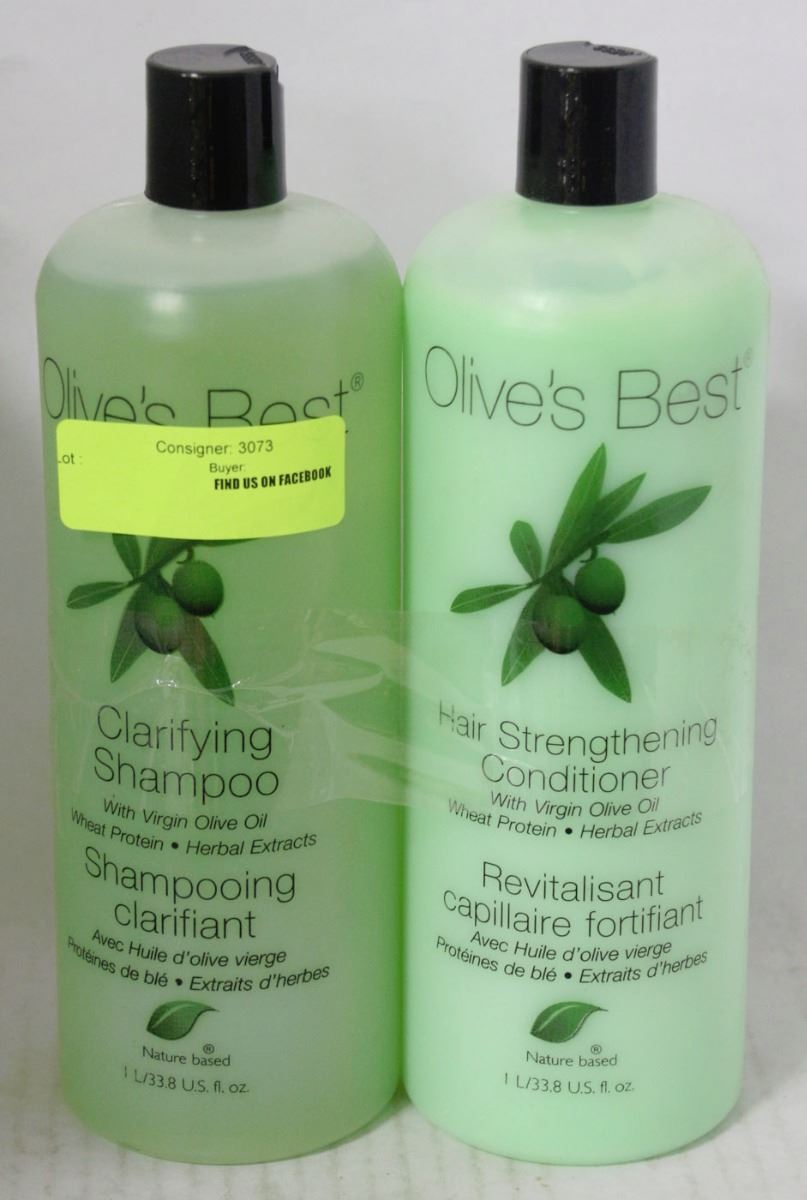 Olive's Best®
Lot :
Consigner: 3073
Buyer:
FIND US ON FACEBOOK
Clarifying
Shampoo
With Virgin Olive Oil
Wheat Protein • Herbal Extracts
Shampooing
clarifiant
Avec Huile d'olive vierge
Protéines de blé • Extraits d'herbes
®
Nature based
1 L/33.8 U.S. fl. oz.
Olive's Best®
Hair Strengthening
Conditioner
With Virgin Olive Oil
Wheat Protein • Herbal Extracts
Revitalisant
capillaire fortifiant
Avec Huile d'olive vierge
Protéines de blé • Extraits d'herbes
®
Nature based
1 L/33.8 U.S. fl. oz.